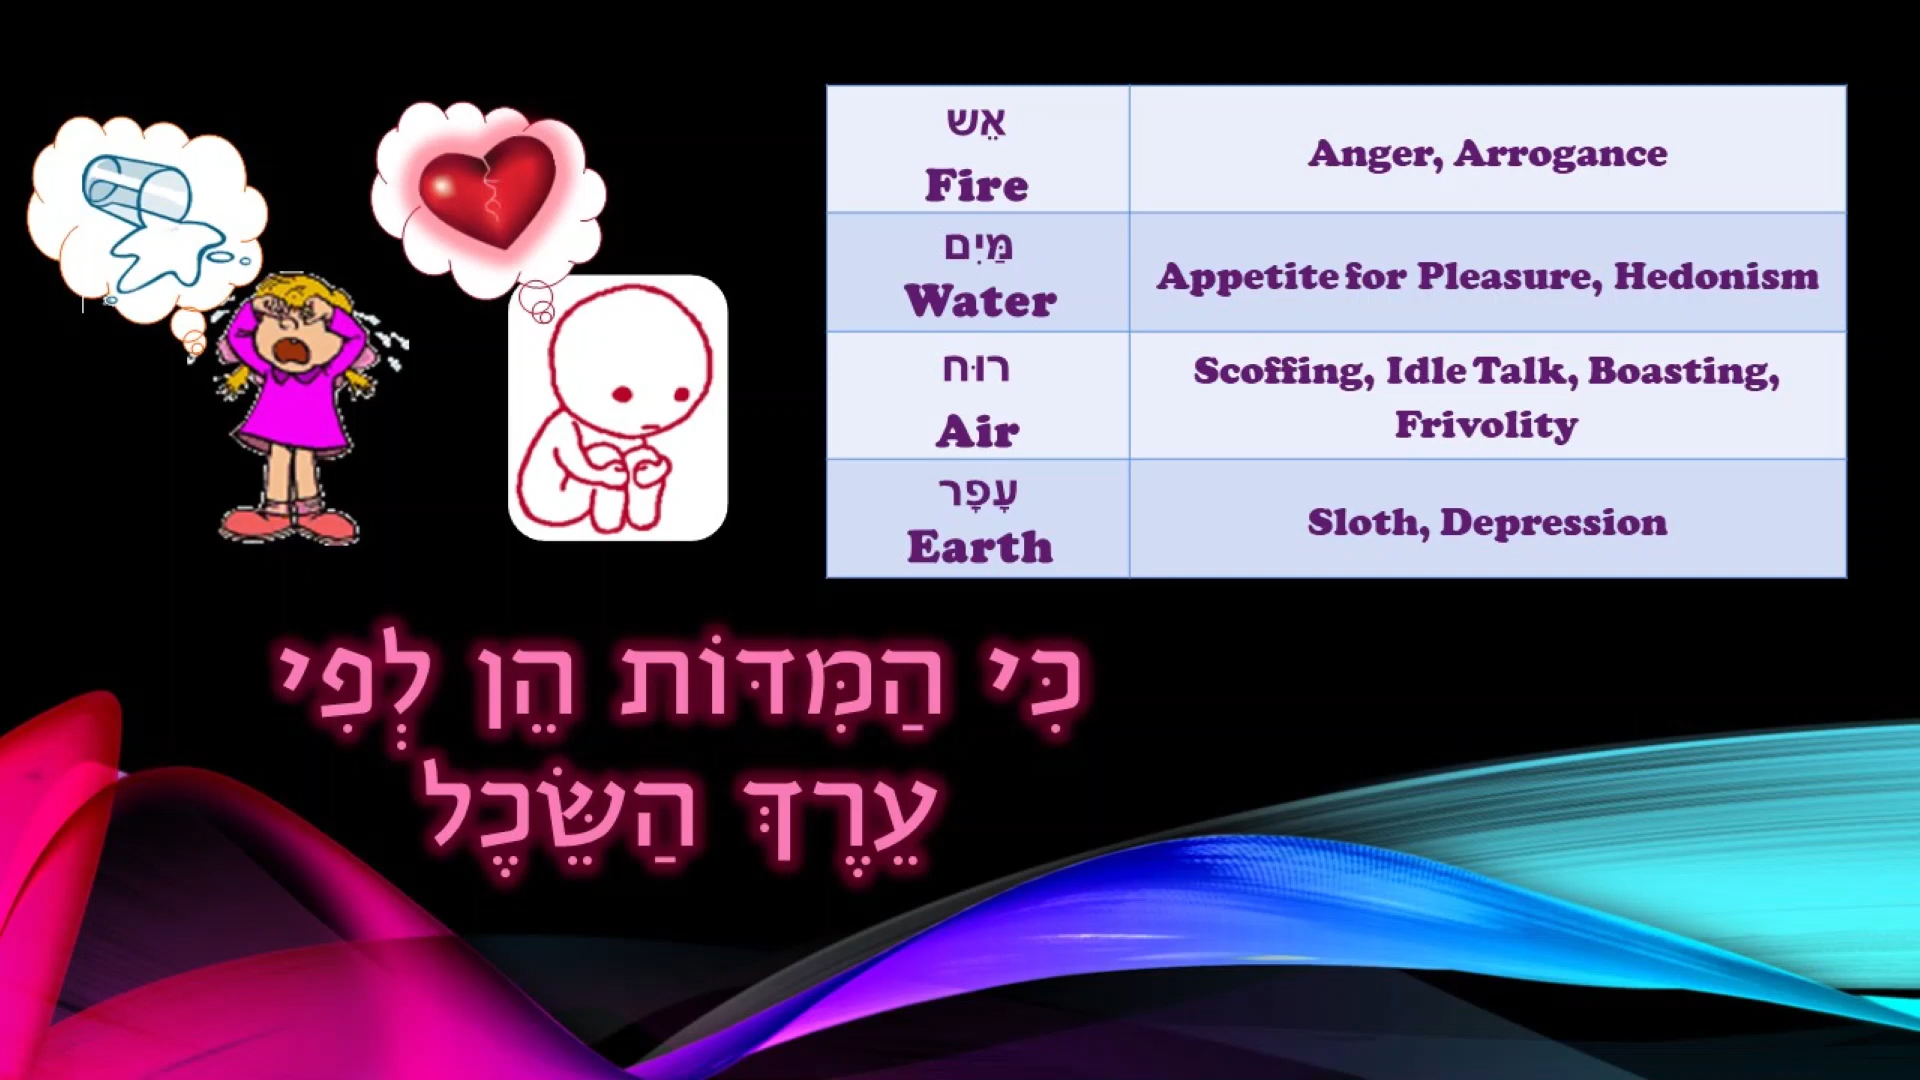 אֵש
Fire
Anger, Arrogance
מַּיִם
Water
Appetite for Pleasure, Hedonism
רוּח
Air
Scoffing, Idle Talk, Boasting,
Frivolity
עָפָר
Earth
Sloth, Depression
כִּי הַמִּדּוֹת הֵן לְפִי
עֵרֶךְ הַשֵּׂכֶל